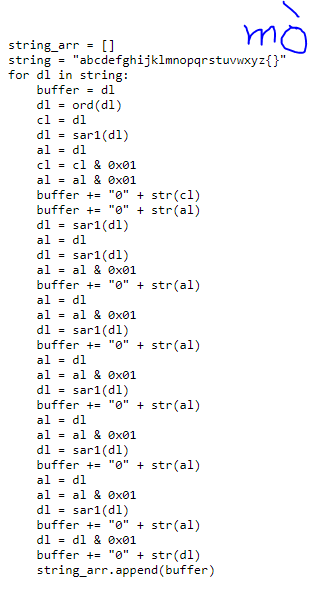 mò
string_arr = []
string = "abcdefghijklmnopqrstuvwxyz{}"
for dl in string:
    buffer = dl
    dl = ord(dl)
    cl = dl
    dl = sar1(dl)
    al = dl
    cl = cl & 0x01
    al = al & 0x01
    buffer += "0" + str(cl)
    buffer += "0" + str(al)
    dl = sar1(dl)
    al = dl
    dl = sar1(dl)
    al = al & 0x01
    buffer += "0" + str(al)
    al = dl
    al = al & 0x01
    dl = sar1(dl)
    buffer += "0" + str(al)
    al = dl
    al = al & 0x01
    dl = sar1(dl)
    buffer += "0" + str(al)
    al = dl
    al = al & 0x01
    dl = sar1(dl)
    buffer += "0" + str(al)
    al = dl
    al = al & 0x01
    dl = sar1(dl)
    buffer += "0" + str(al)
    dl = dl & 0x01
    buffer += "0" + str(dl)
    string_arr.append(buffer)